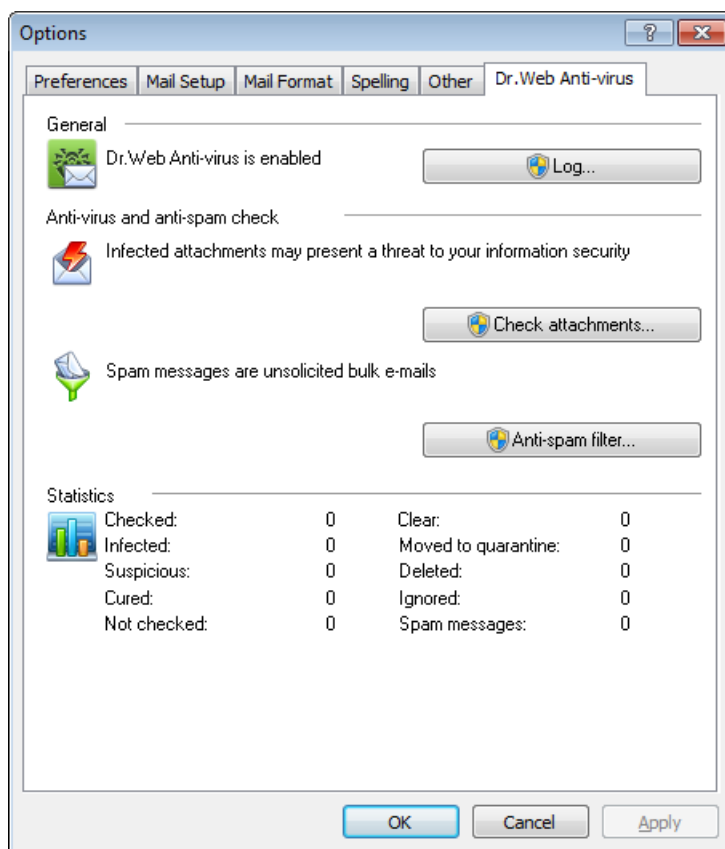 Options
Preferences Mail Setup Mail Format Spelling Other Dr.Web Anti-virus
General
Dr.Web Anti-virus is enabled
Log...
Anti-virus and anti-spam check
Infected attachments may present a threat to your information security
Check attachments...
Spam messages are unsolicited bulk e-mails
Anti-spam filter...
Statistics
Checked: 0 Clear: 0
Infected: 0 Moved to quarantine: 0
Suspicious: 0 Deleted: 0
Cured: 0 Ignored: 0
Not checked: 0 Spam messages: 0
OK Cancel Apply